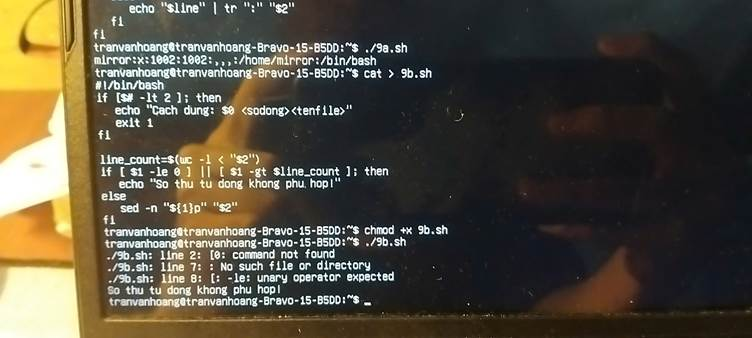 echo "$line" | tr ":" "$2"
fi
fi
tranvanhoang@tranvanhoang-Bravo-15-B5DD:~$ ./9a.sh
mirror:x:1002:1002:,,,:/home/mirror:/bin/bash
tranvanhoang@tranvanhoang-Bravo-15-B5DD:~$ cat > 9b.sh
#!/bin/bash
if [$# -lt 2 ]; then
echo "Cach dung: $0 <sodong><tenfile>"
exit 1
fi
line_count=$(wc -l < "$2")
if [ $1 -le 0 ] || [ $1 -gt $line_count ]; then
echo "So thu tu dong khong phu hop!"
else
sed -n "${1}p" "$2"
fi
tranvanhoang@tranvanhoang-Bravo-15-B5DD:~$ chmod +x 9b.sh
tranvanhoang@tranvanhoang-Bravo-15-B5DD:~$ ./9b.sh
./9b.sh: line 2: [0: command not found
./9b.sh: line 7: : No such file or directory
./9b.sh: line 8: [: -le: unary operator expected
So thu tu dong khong phu hop!
tranvanhoang@tranvanhoang-Bravo-15-B5DD:~$ _